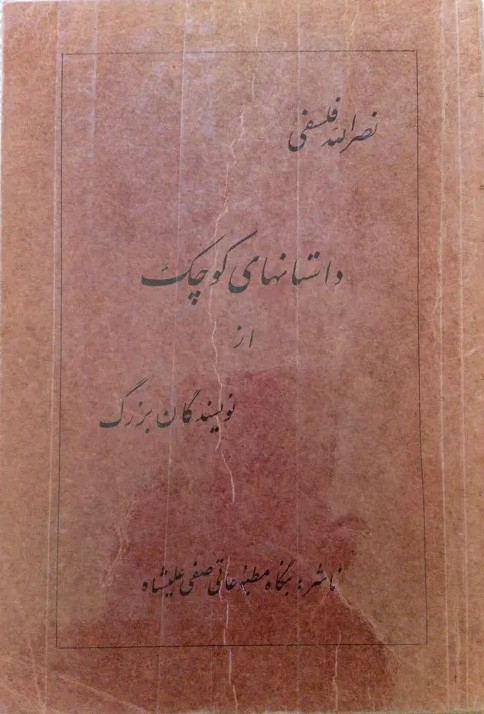 نصرالله فلسفی
داستانهای کوچک
از
نویسندگان بزرگ
ناشر: بنگاه مطبوعاتی صفی علیشاه